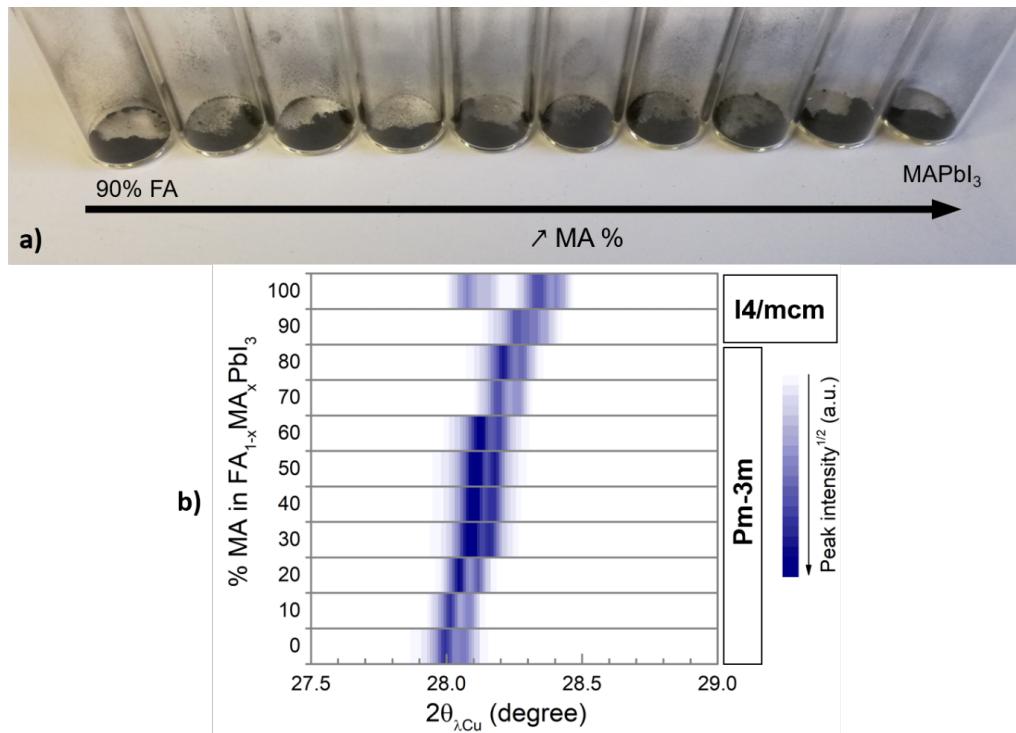 90% FA
MAPbI₃
a)
↗ MA %
b)
% MA in FA₁₋ₓMAₓPbI₃
100
90
80
70
60
50
40
30
20
10
0
27.5
28.0
28.5
29.0
2θλCu (degree)
I4/mcm
Pm-3m
Peak intensity¹/² (a.u.)